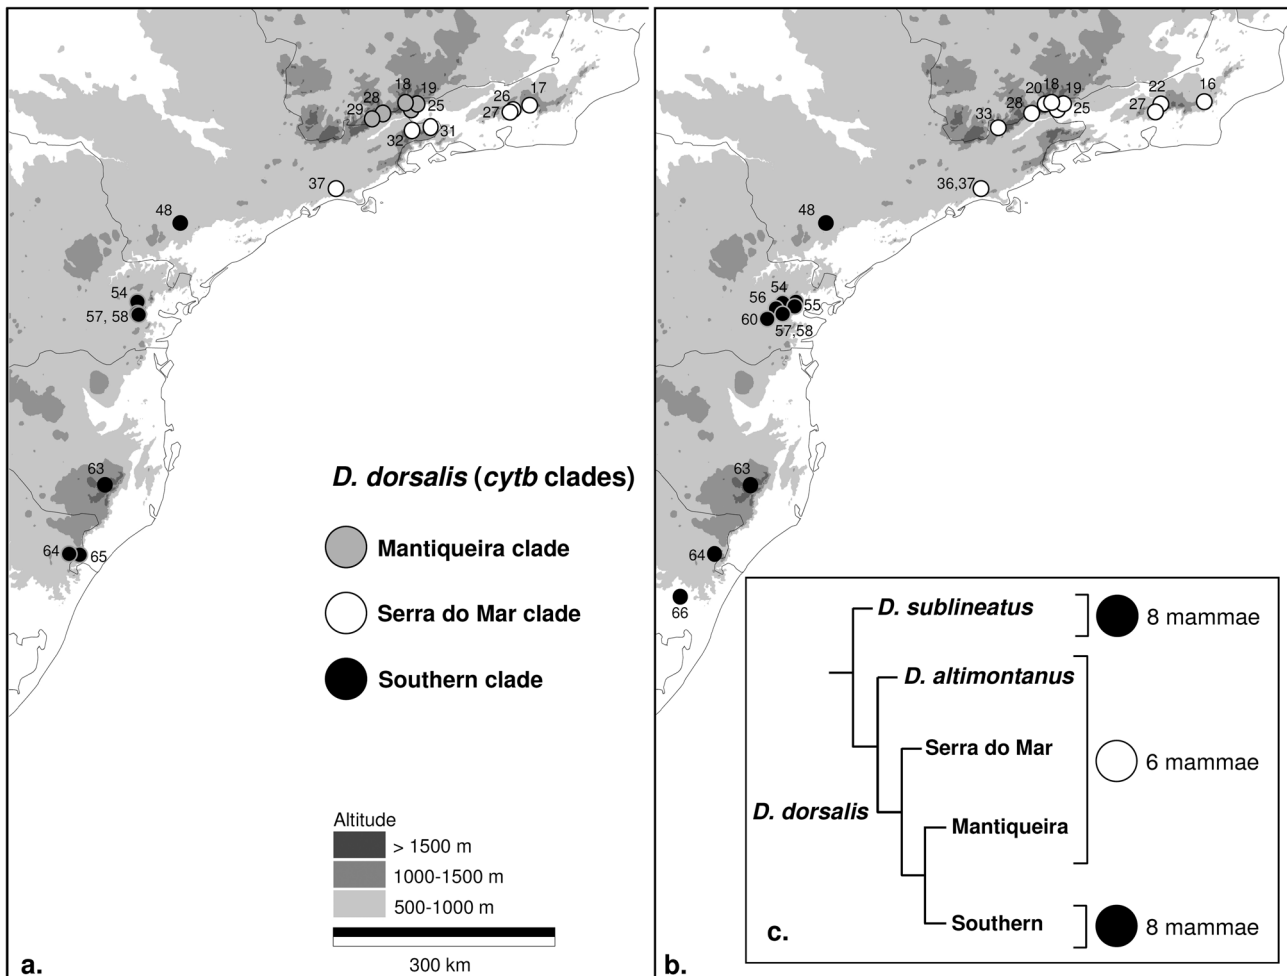 18
19
17
28
26
29
25
27
31
32
37
48
54
57, 58
63
64
65
D. dorsalis (cytb clades)
Mantiqueira clade
Serra do Mar clade
Southern clade
Altitude
> 1500 m
1000-1500 m
500-1000 m
300 km
a.
20
18
19
22
16
28
25
27
33
36,37
48
54
56
55
60
57,58
63
64
66
D. sublineatus
8 mammae
D. altimontanus
Serra do Mar
6 mammae
D. dorsalis
Mantiqueira
Southern
8 mammae
c.
b.